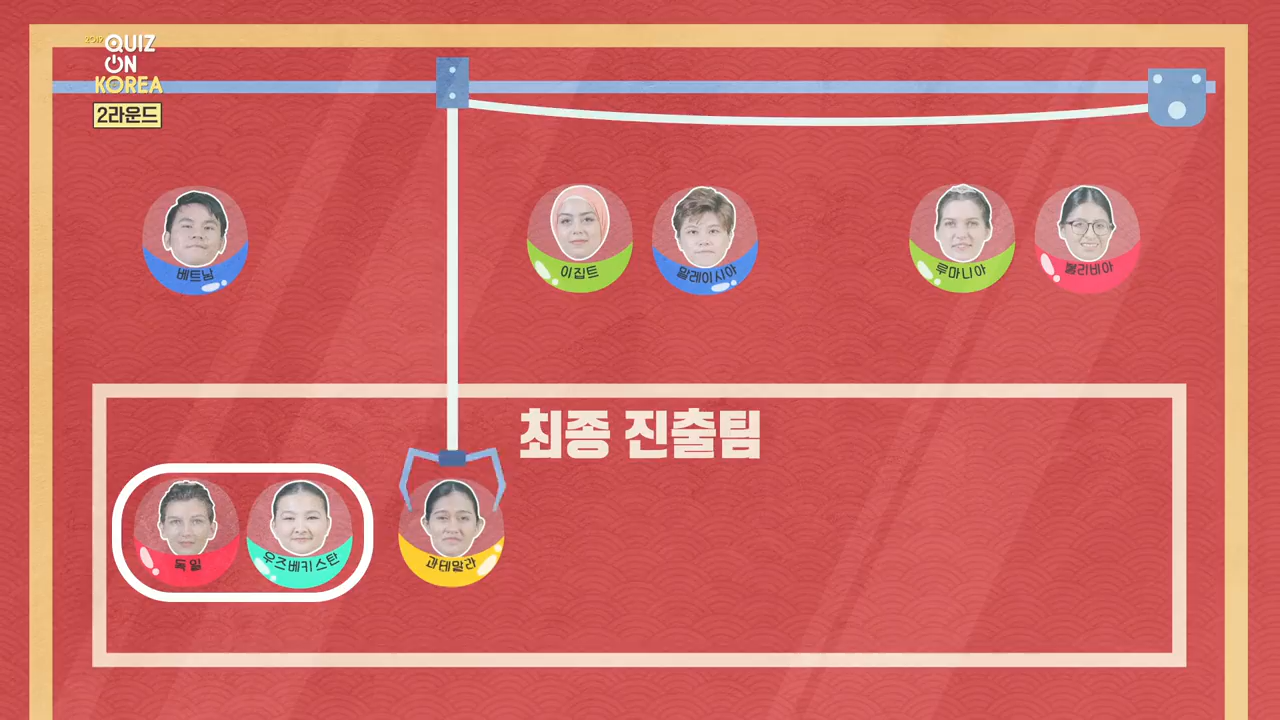 2019 QUIZ
ON
KOREA
2라운드
베트남
이집트
말레이시아
루마니아
볼리비아
최종 진출팀
독일
우즈베키스탄
과테말라